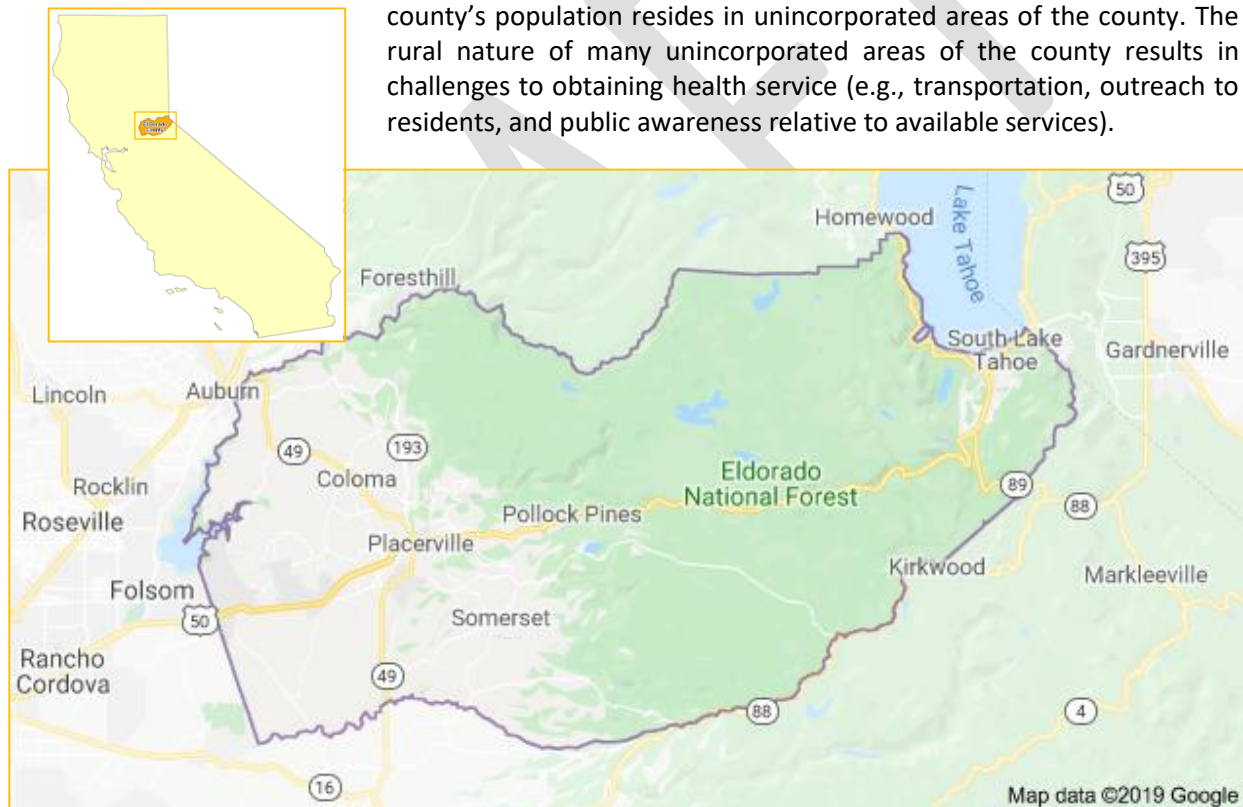 county’s population resides in unincorporated areas of the county. The
rural nature of many unincorporated areas of the county results in
challenges to obtaining health service (e.g., transportation, outreach to
residents, and public awareness relative to available services).
El Dorado
County
50
Homewood
Lake Tahoe
395
Foresthill
South Lake
Tahoe
Gardnerville
Lincoln
Auburn
49
193
Coloma
Rocklin
Eldorado
National Forest
89
88
Roseville
Pollock Pines
Placerville
Kirkwood
Markleeville
Folsom
50
Somerset
Rancho
Cordova
49
88
4
16
Map data ©2019 Google